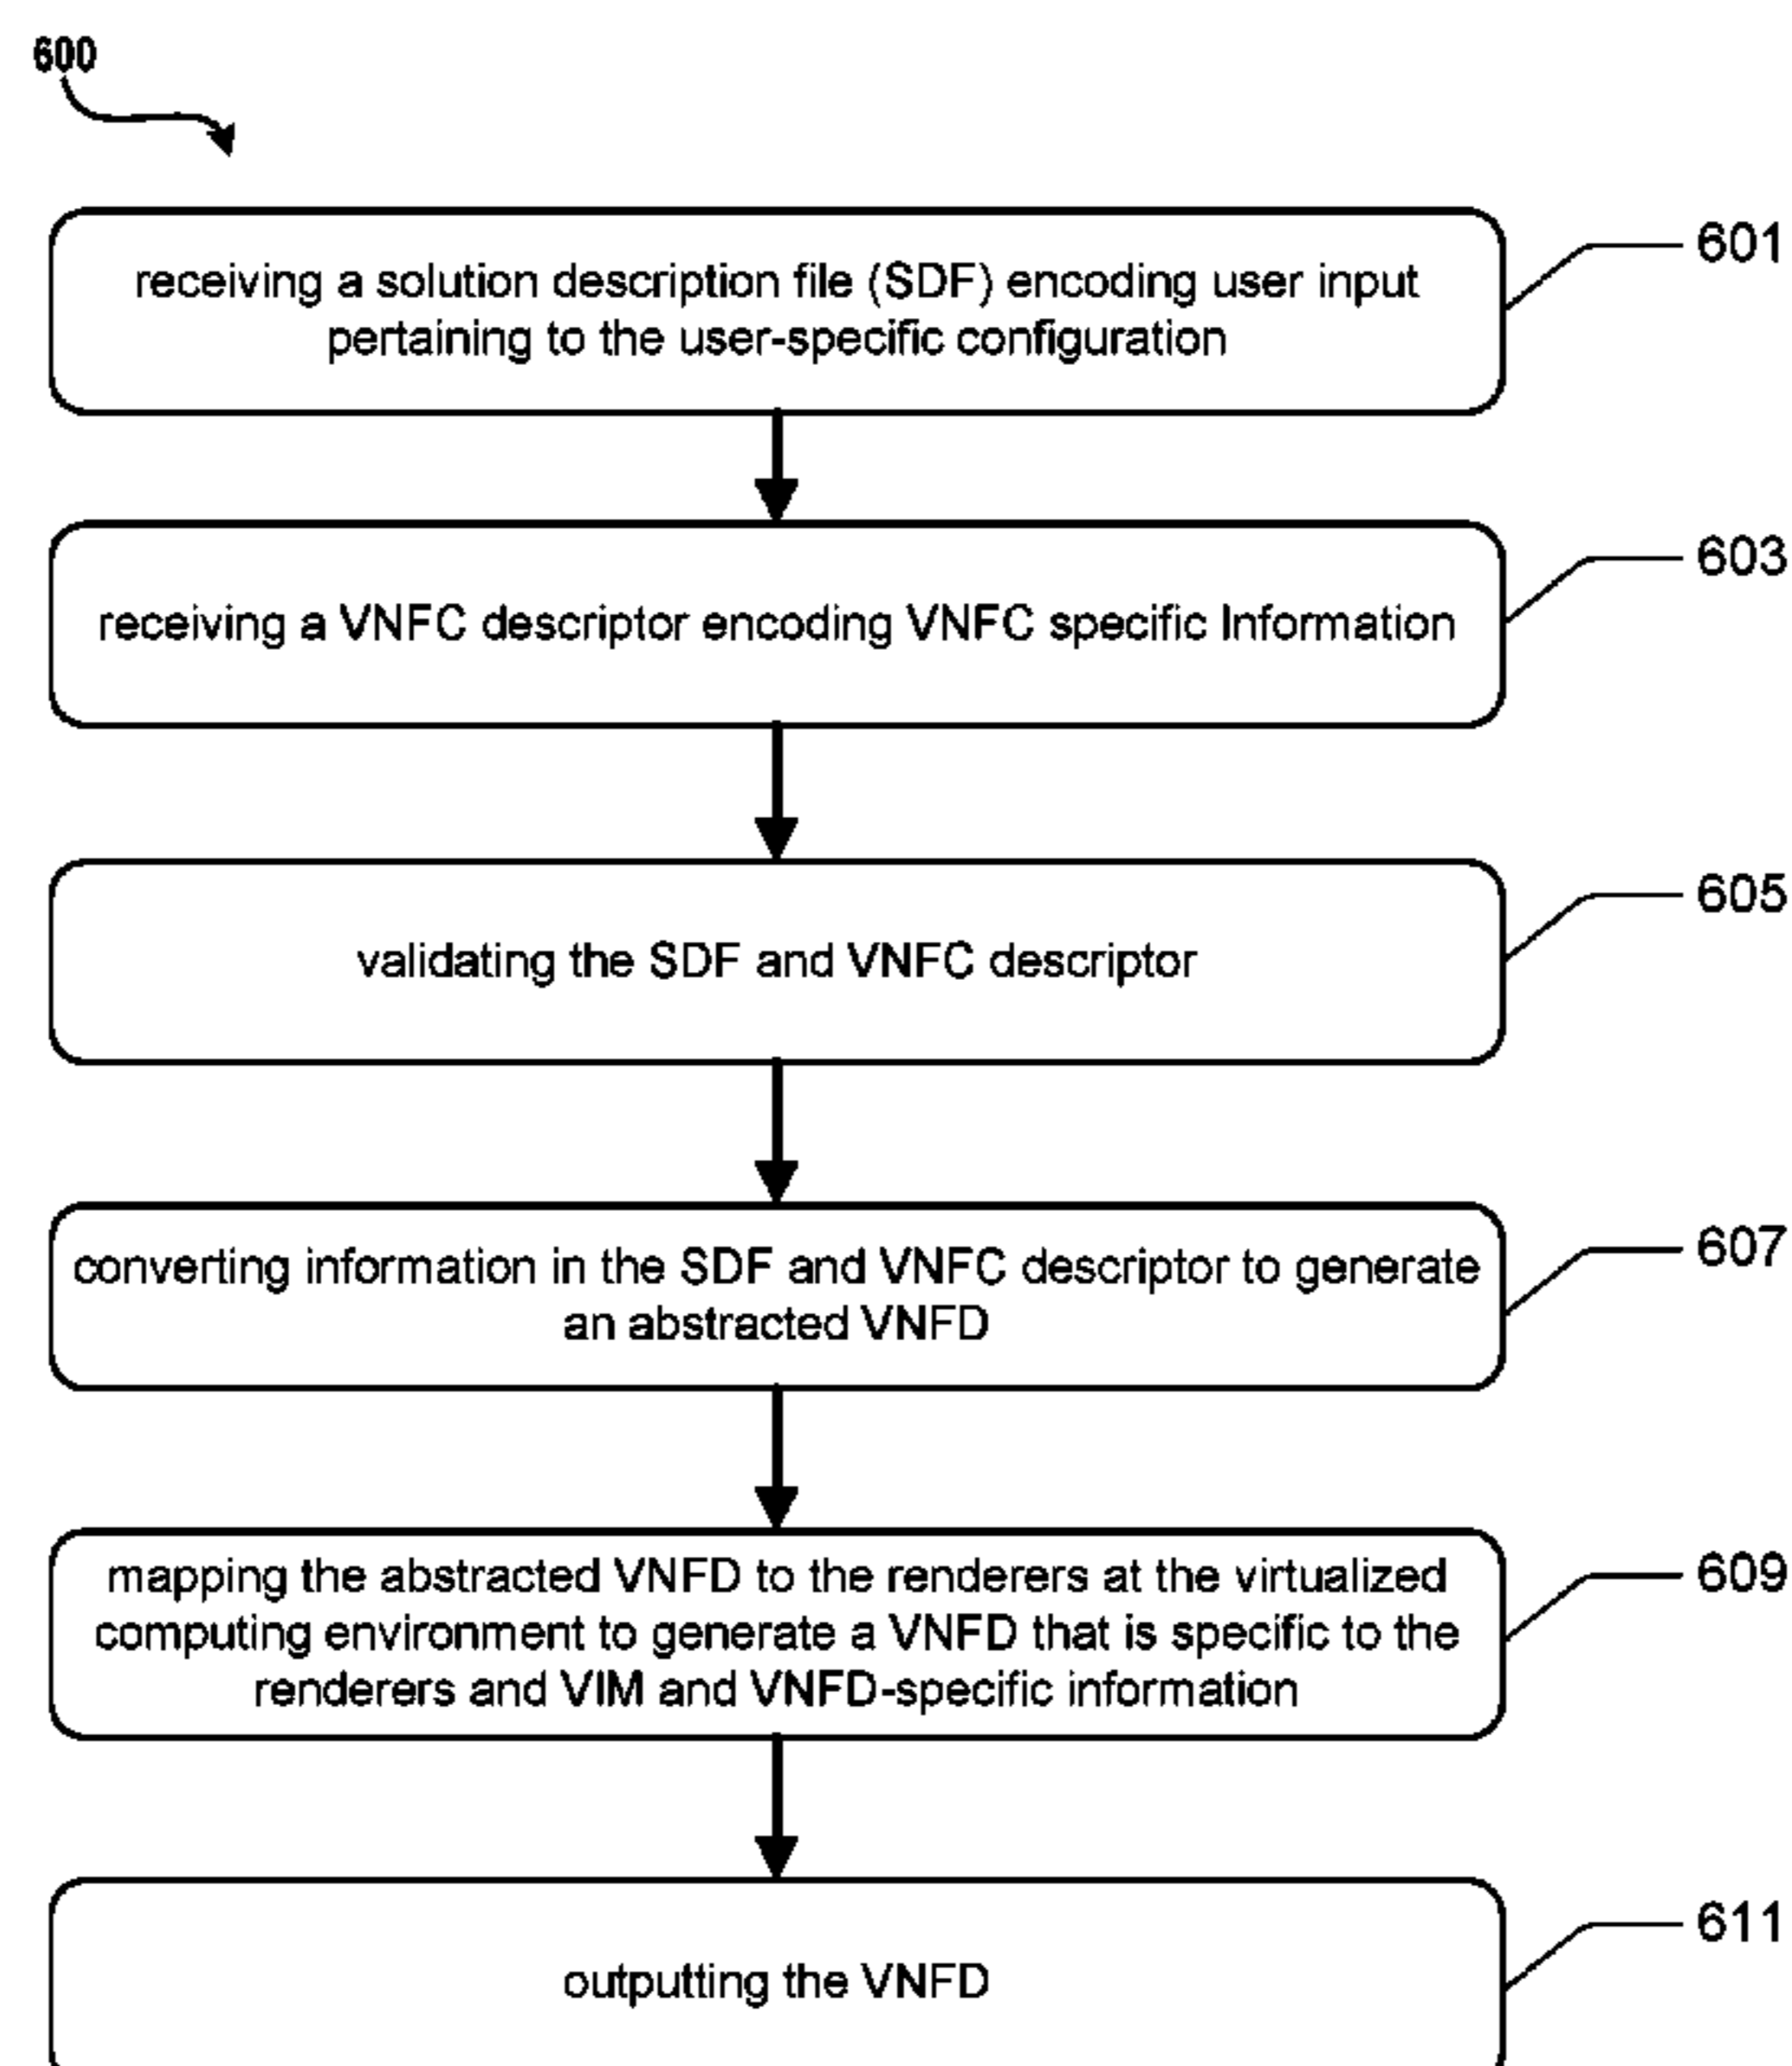 600
receiving a solution description file (SDF) encoding user input
pertaining to the user-specific configuration
601
receiving a VNFC descriptor encoding VNFC specific Information
603
validating the SDF and VNFC descriptor
605
converting information in the SDF and VNFC descriptor to generate
an abstracted VNFD
607
mapping the abstracted VNFD to the renderers at the virtualized
computing environment to generate a VNFD that is specific to the
renderers and VIM and VNFD-specific information
609
outputting the VNFD
611